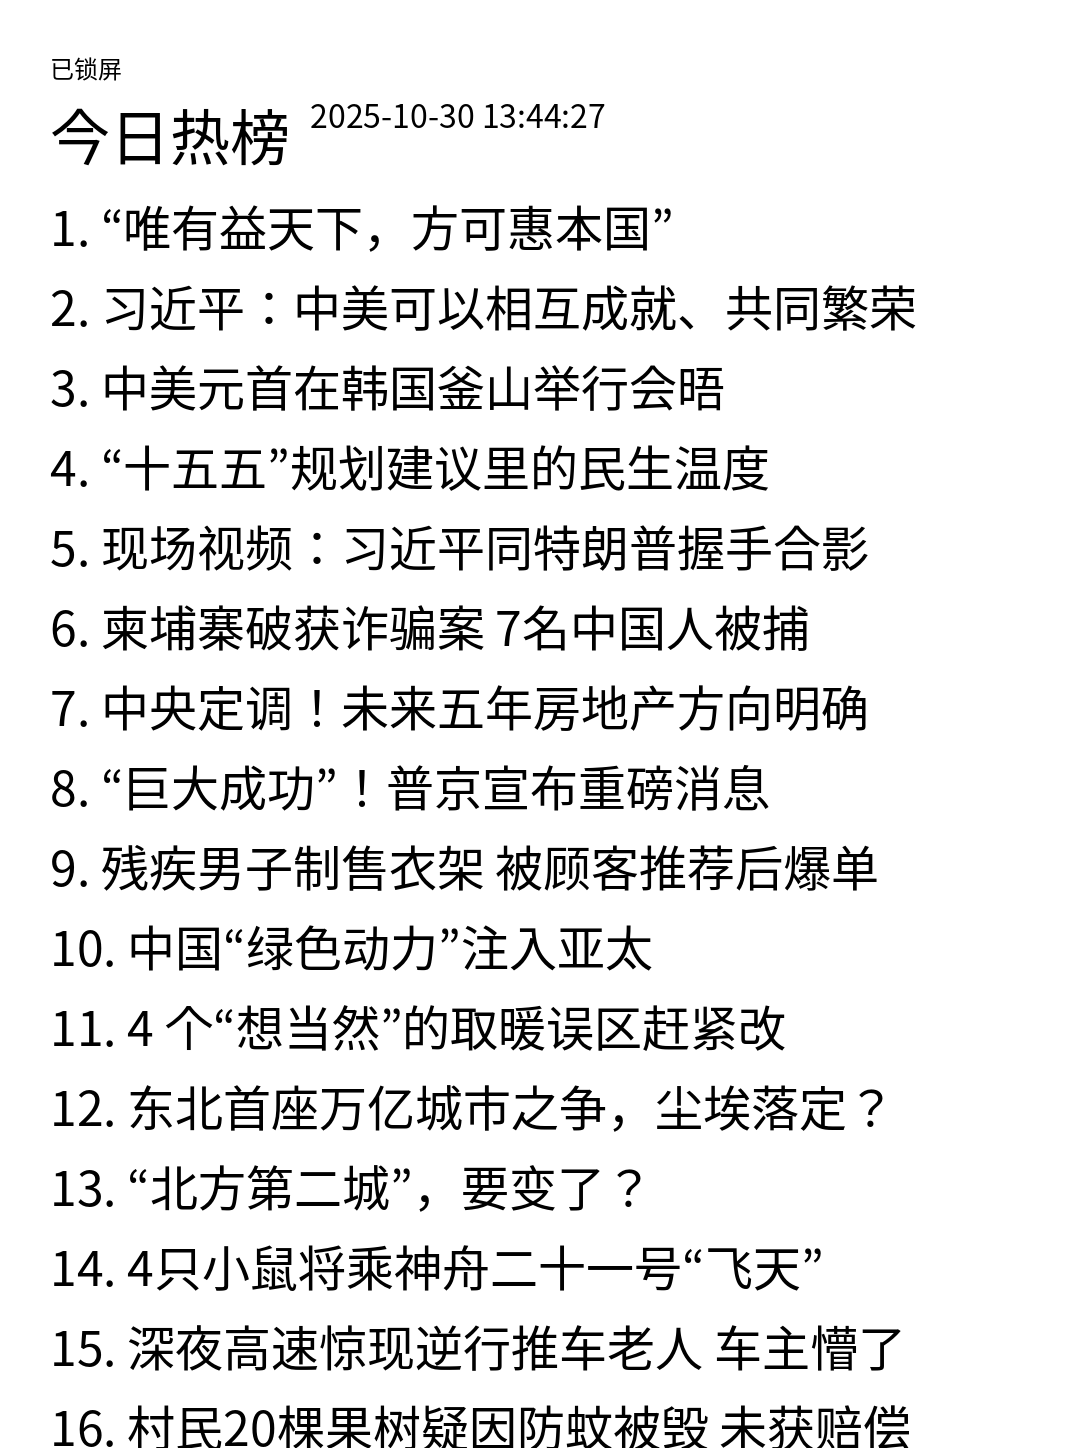 已锁屏
今日热榜 2025-10-30 13:44:27
1. “唯有益天下，方可惠本国”
2. 习近平：中美可以相互成就、共同繁荣
3. 中美元首在韩国釜山举行会晤
4. “十五五”规划建议里的民生温度
5. 现场视频：习近平同特朗普握手合影
6. 柬埔寨破获诈骗案 7名中国人被捕
7. 中央定调！未来五年房地产方向明确
8. “巨大成功”！普京宣布重磅消息
9. 残疾男子制售衣架 被顾客推荐后爆单
10. 中国“绿色动力”注入亚太
11. 4 个“想当然”的取暖误区赶紧改
12. 东北首座万亿城市之争，尘埃落定？
13. “北方第二城”，要变了？
14. 4只小鼠将乘神舟二十一号“飞天”
15. 深夜高速惊现逆行推车老人 车主懵了
16. 村民20棵果树疑因防蚊被毁 未获赔偿